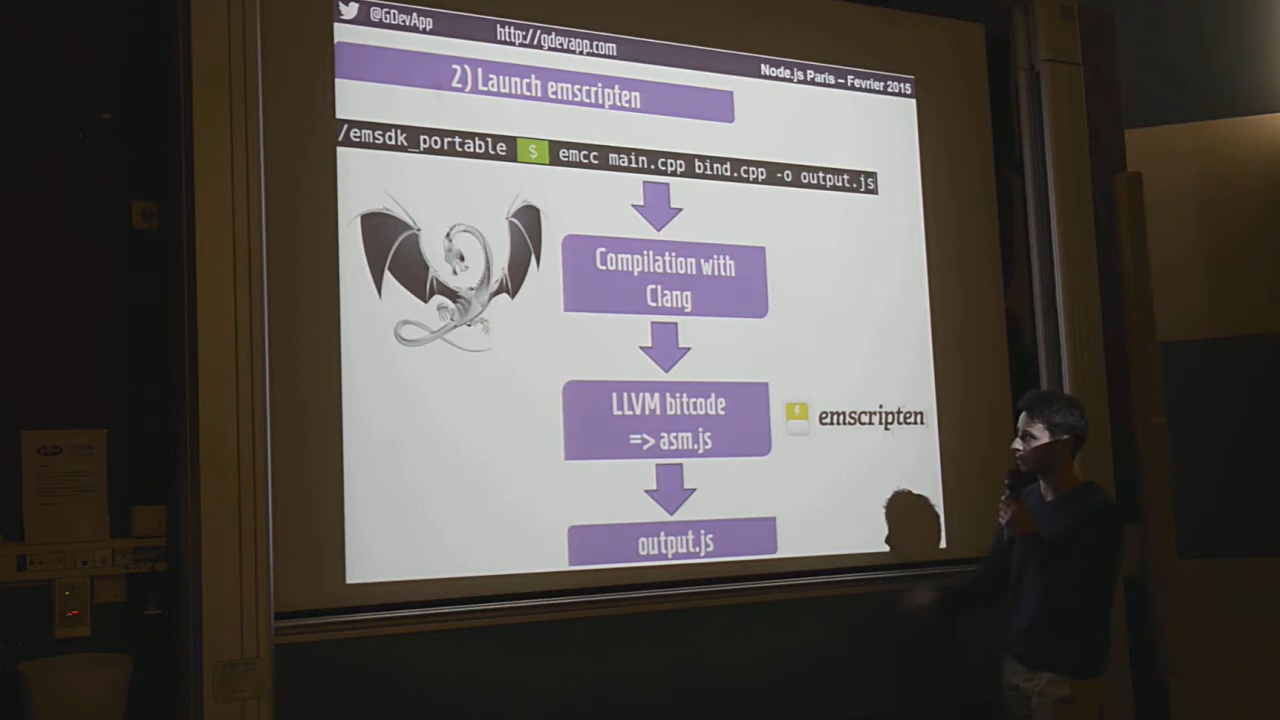 @GDevApp
http://gdevapp.com
Node.js Paris – Fevrier 2015
2) Launch emscripten
/emsdk_portable $ emcc main.cpp bind.cpp -o output.js
Compilation with
Clang
LLVM bitcode
=> asm.js
emscripten
output.js